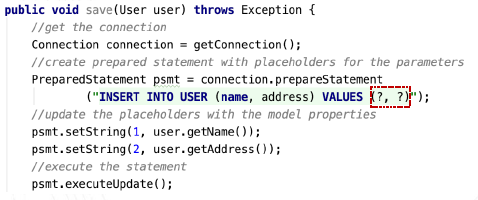 public void save(User user) throws Exception {
//get the connection
Connection connection = getConnection();
//create prepared statement with placeholders for the parameters
PreparedStatement psmt = connection.prepareStatement
("INSERT INTO USER (name, address) VALUES (?, ?)");
//update the placeholders with the model properties
psmt.setString(1, user.getName());
psmt.setString(2, user.getAddress());
//execute the statement
psmt.executeUpdate();